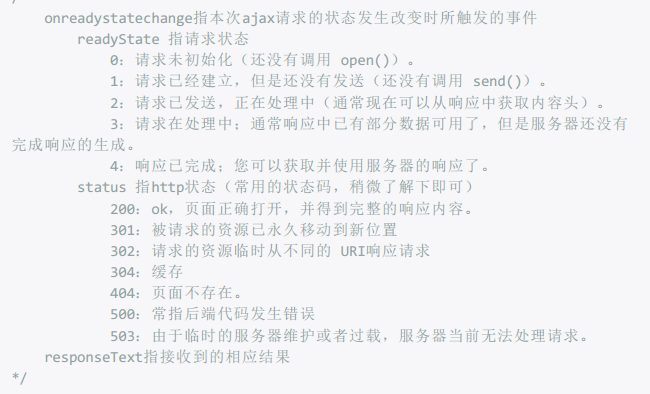 onreadystatechange指本次ajax请求的状态发生改变时所触发的事件
readyState 指请求状态
0: 请求未初始化（还没有调用 open()）。
1: 请求已经建立，但是还没有发送（还没有调用 send()）。
2: 请求已发送，正在处理中（通常现在可以从响应中获取内容头）。
3: 请求在处理中；通常响应中已有部分数据可用了，但是服务器还没有
完成响应的生成。
4: 响应已完成；您可以获取并使用服务器的响应了。
status 指http状态（常用的状态码，稍微了解下即可）
200: ok，页面正确打开，并得到完整的响应内容。
301: 被请求的资源已永久移动到新位置
302: 请求的资源临时从不同的 URI响应请求
304: 缓存
404: 页面不存在。
500: 常指后端代码发生错误
503: 由于临时的服务器维护或者过载，服务器当前无法处理请求。
responseText指接收到的相应结果
*/